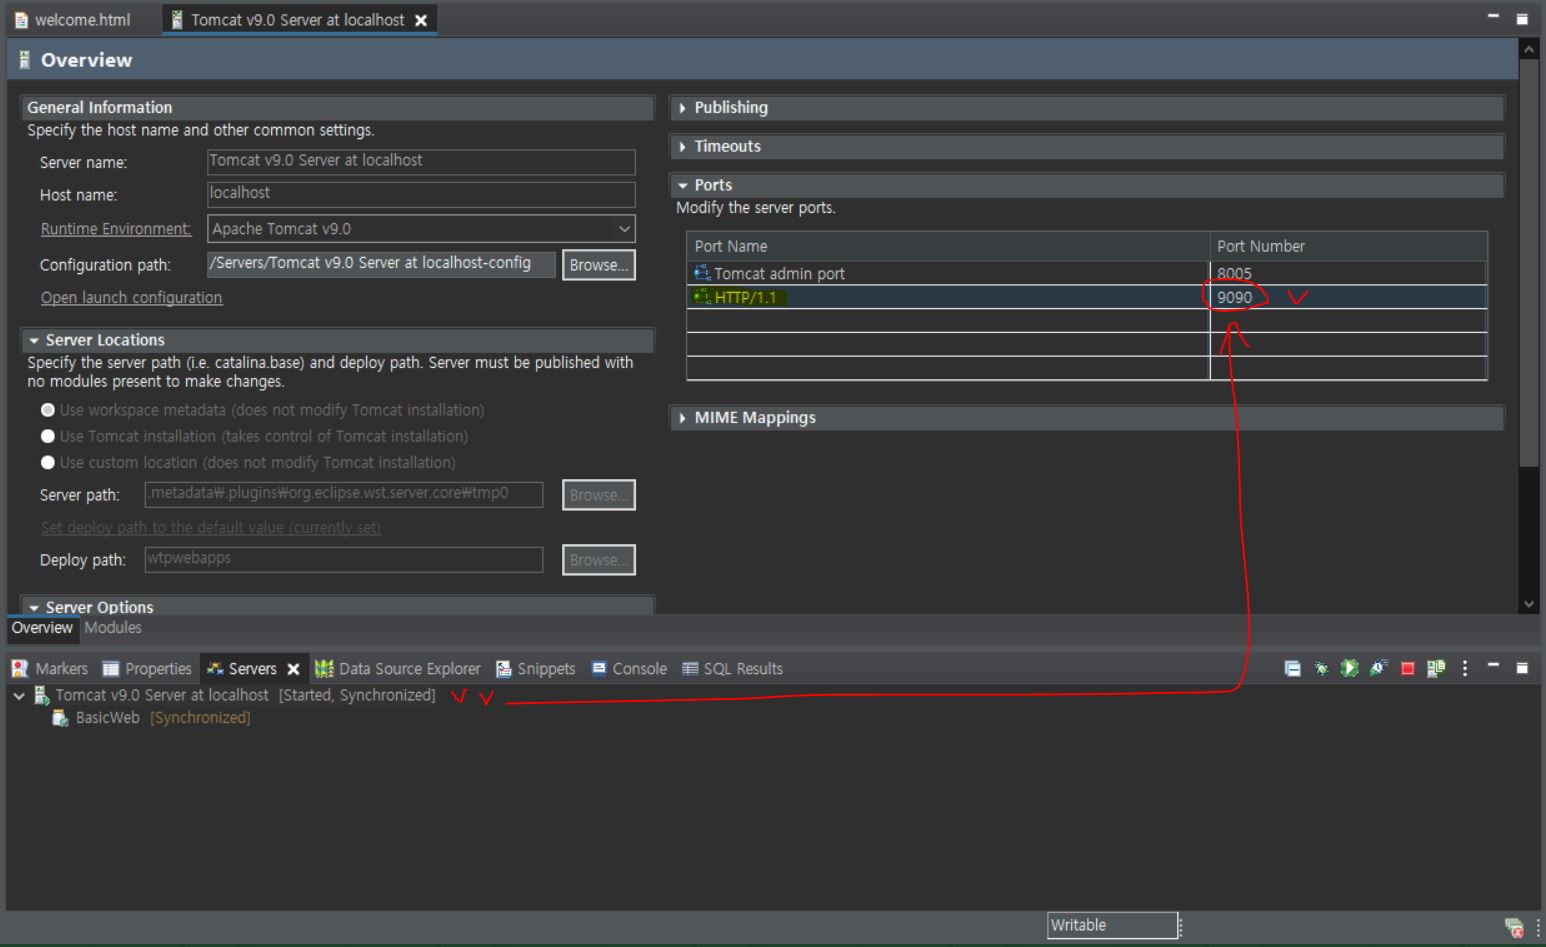 welcome.html
Tomcat v9.0 Server at localhost
Overview
General Information
Specify the host name and other common settings.
Server name:
Tomcat v9.0 Server at localhost
Host name:
localhost
Runtime Environment:
Apache Tomcat v9.0
Configuration path:
/Servers/Tomcat v9.0 Server at localhost-config
Browse...
Open launch configuration
Server Locations
Specify the server path (i.e. catalina.base) and deploy path. Server must be published with
no modules present to make changes.
Use workspace metadata (does not modify Tomcat installation)
Use Tomcat installation (takes control of Tomcat installation)
Use custom location (does not modify Tomcat installation)
Server path:
.metadata₩.plugins₩org.eclipse.wst.server.core₩tmp0
Browse...
Set deploy path to the default value (currently set)
Deploy path:
wtpwebapps
Browse...
Server Options
Publishing
Timeouts
Ports
Modify the server ports.
Port Name
Port Number
Tomcat admin port
8005
HTTP/1.1
9090
MIME Mappings
Overview
Modules
Markers
Properties
Servers
Data Source Explorer
Snippets
Console
SQL Results
Tomcat v9.0 Server at localhost [Started, Synchronized]
BasicWeb [Synchronized]
Writable